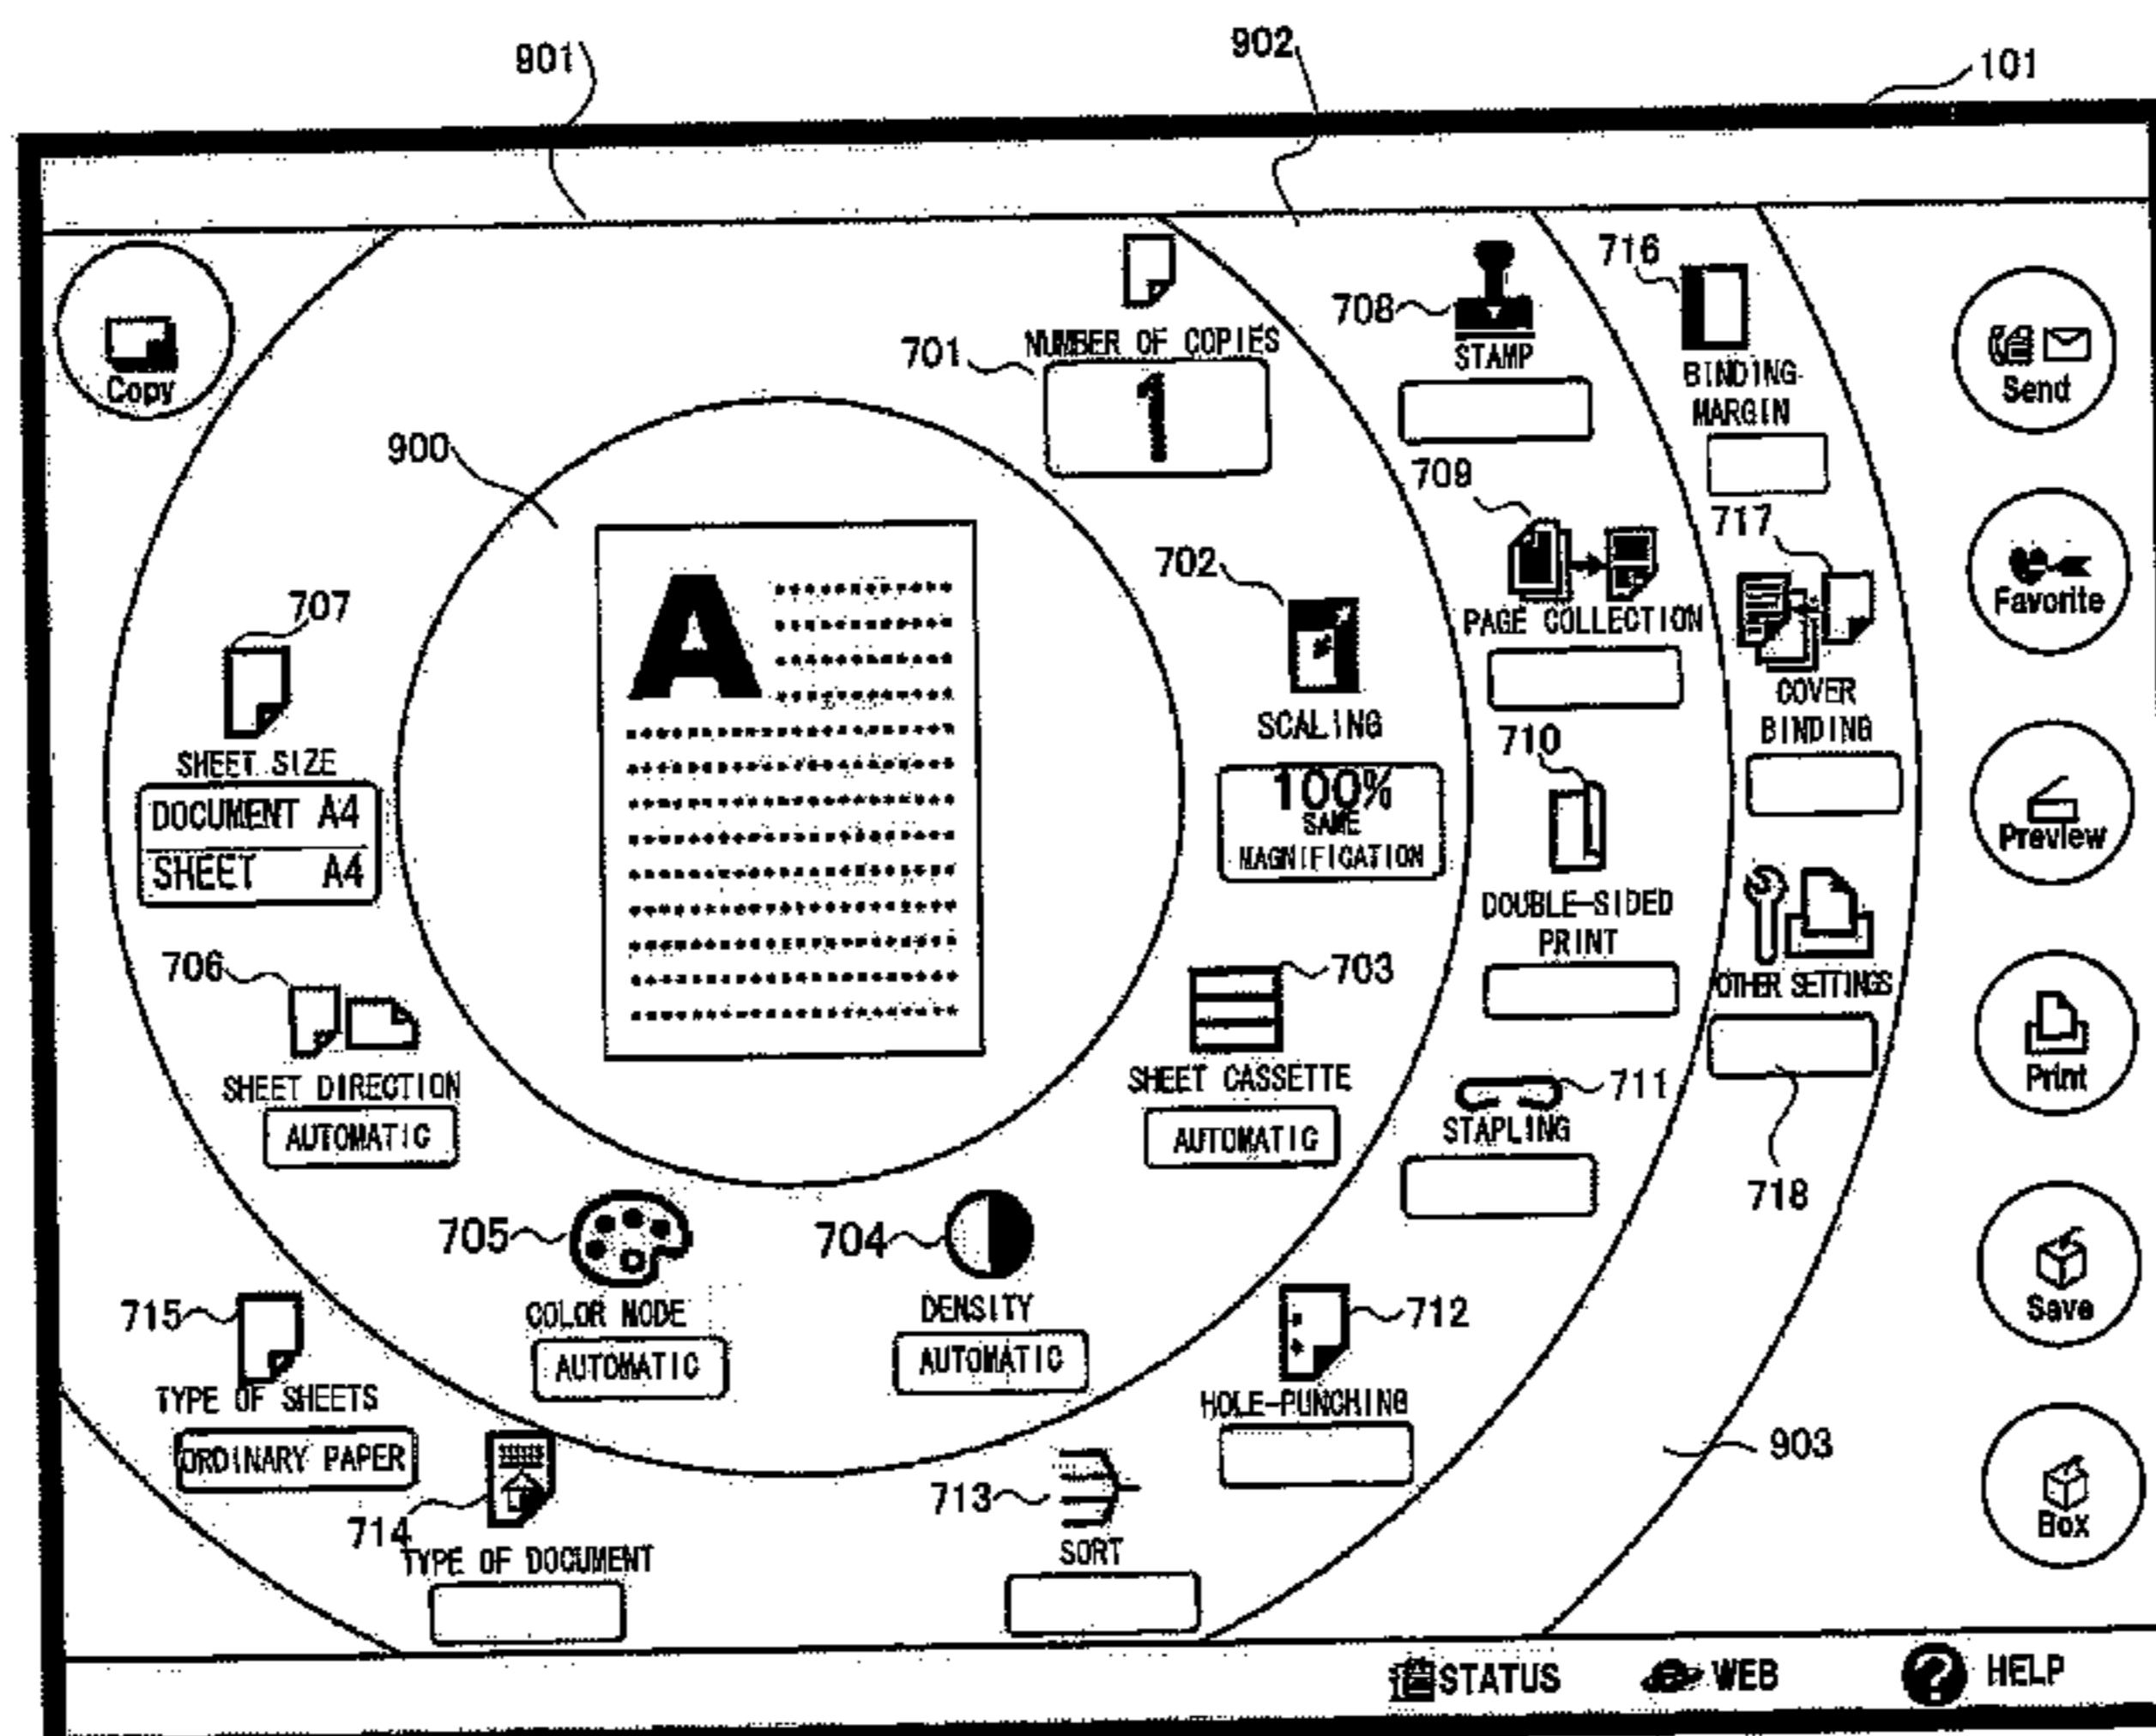 901
902
101
Copy
701
NUMBER OF COPIES
1
708
STAMP
716
BINDING
MARGIN
Send
900
709
PAGE COLLECTION
717
COVER
BINDING
Favorite
A
702
SCALING
100%
SAME
MAGNIFICATION
707
SHEET SIZE
DOCUMENT A4
SHEET A4
710
DOUBLE-SIDED
PRINT
Preview
OTHER SETTINGS
718
706
SHEET DIRECTION
AUTOMATIC
703
SHEET CASSETTE
AUTOMATIC
711
STAPLING
Print
705
COLOR MODE
AUTOMATIC
704
DENSITY
AUTOMATIC
712
HOLE-PUNCHING
Save
715
TYPE OF SHEETS
ORDINARY PAPER
714
TYPE OF DOCUMENT
713
SORT
903
Box
STATUS
WEB
? HELP